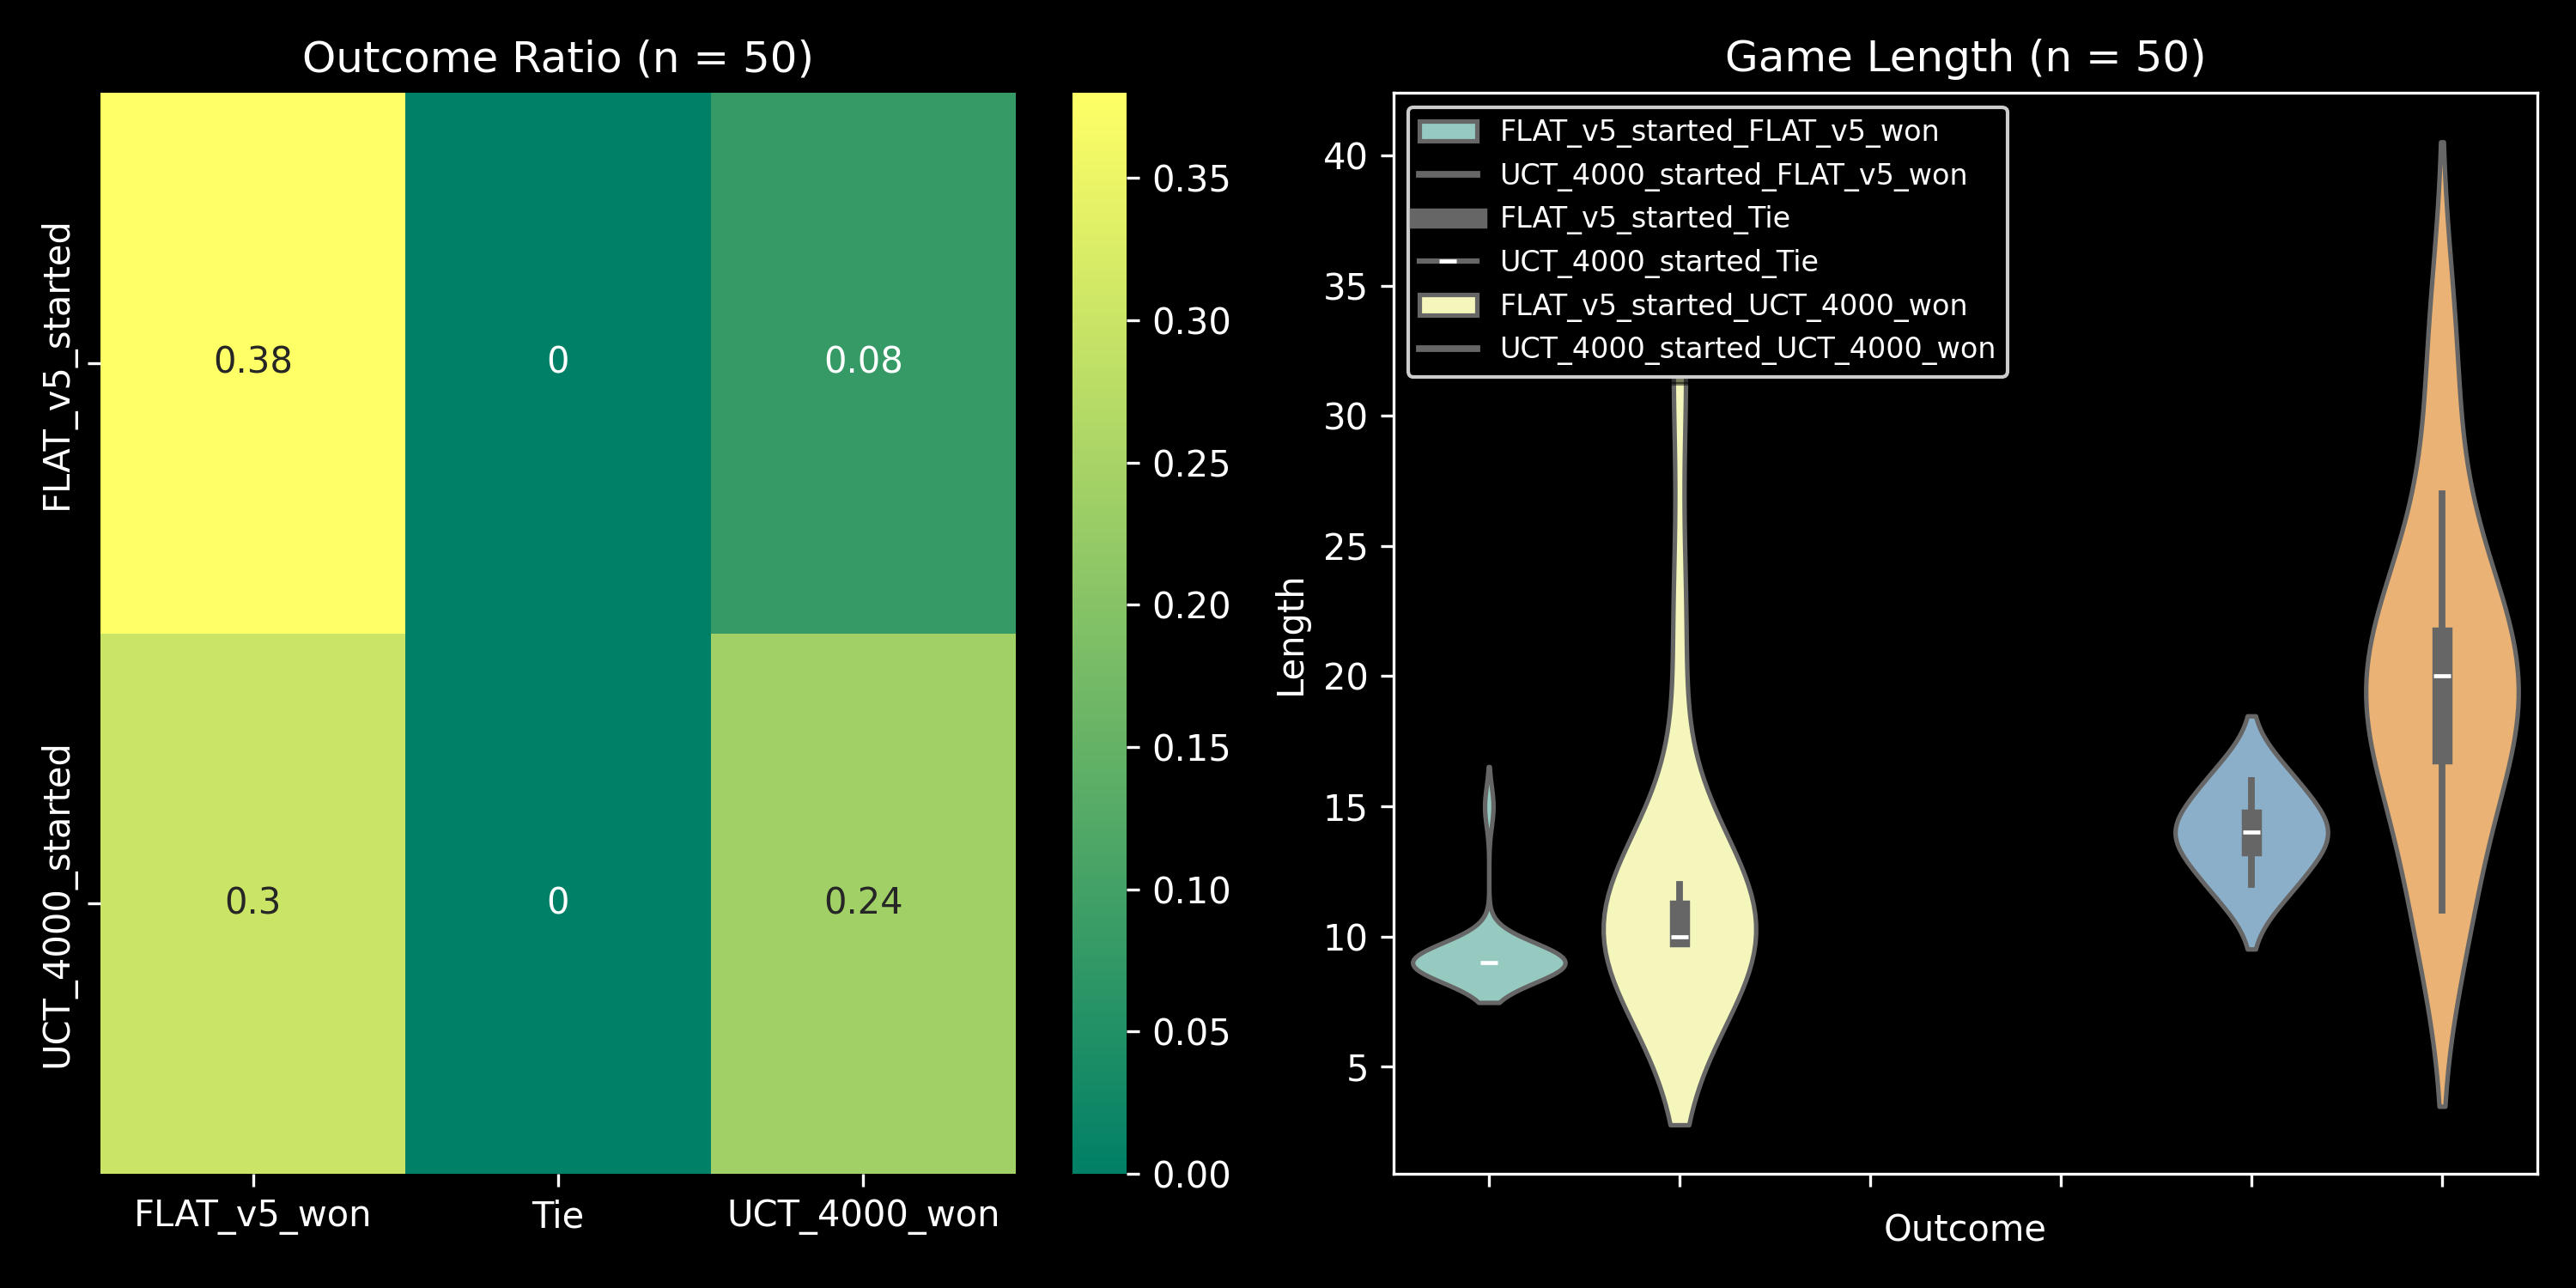 Outcome Ratio (n = 50)
FLAT_v5_started
UCT_4000_started
0.38
0
0.08
0.3
0
0.24
FLAT_v5_won
Tie
UCT_4000_won
0.35
0.30
0.25
0.20
0.15
0.10
0.05
0.00
Game Length (n = 50)
FLAT_v5_started_FLAT_v5_won
UCT_4000_started_FLAT_v5_won
FLAT_v5_started_Tie
UCT_4000_started_Tie
FLAT_v5_started_UCT_4000_won
UCT_4000_started_UCT_4000_won
Length
40
35
30
25
20
15
10
5
Outcome